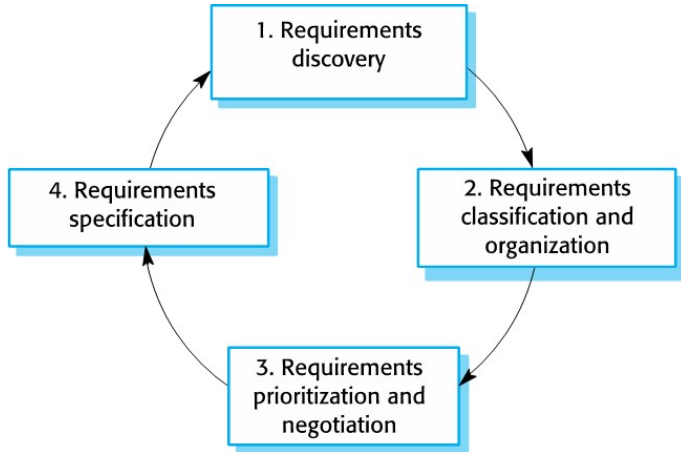 1. Requirements
discovery
2. Requirements
classification and
organization
3. Requirements
prioritization and
negotiation
4. Requirements
specification